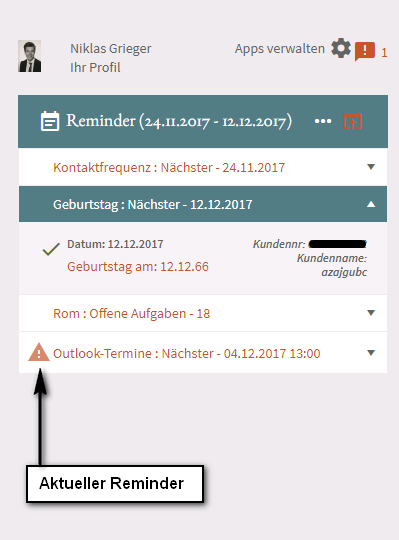 Niklas Grieger
Ihr Profil
Apps verwalten
1
Reminder (24.11.2017 - 12.12.2017)
Kontaktfrequenz : Nächster - 24.11.2017
Geburtstag : Nächster - 12.12.2017
Datum: 12.12.2017
Geburtstag am: 12.12.66
Kundennr:
Kundenname:
azajgubc
Rom : Offene Aufgaben - 18
Outlook-Termine : Nächster - 04.12.2017 13:00
Aktueller Reminder